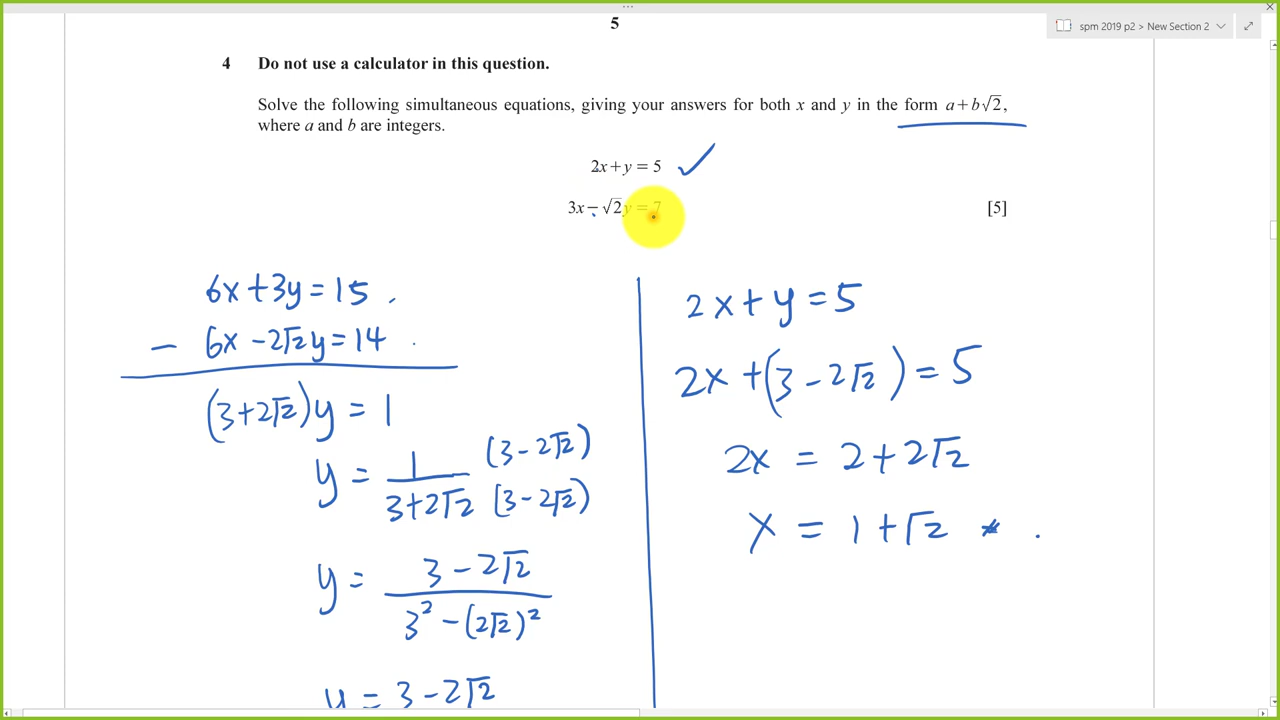 5
spm 2019 p2 > New Section 2
4 Do not use a calculator in this question.
Solve the following simultaneous equations, giving your answers for both x and y in the form a+b√2,
where a and b are integers.
2x+y = 5 ✓
3x−√2y = 7
[5]
6x+3y=15
− 6x−2√2y=14
(3+2√2)y = 1
y = 1/(3+2√2) (3−2√2)/(3−2√2)
y = (3−2√2)/(3²−(2√2)²)
y = 3−2√2
2x+y=5
2x+(3−2√2)=5
2x = 2+2√2
x = 1+√2 *